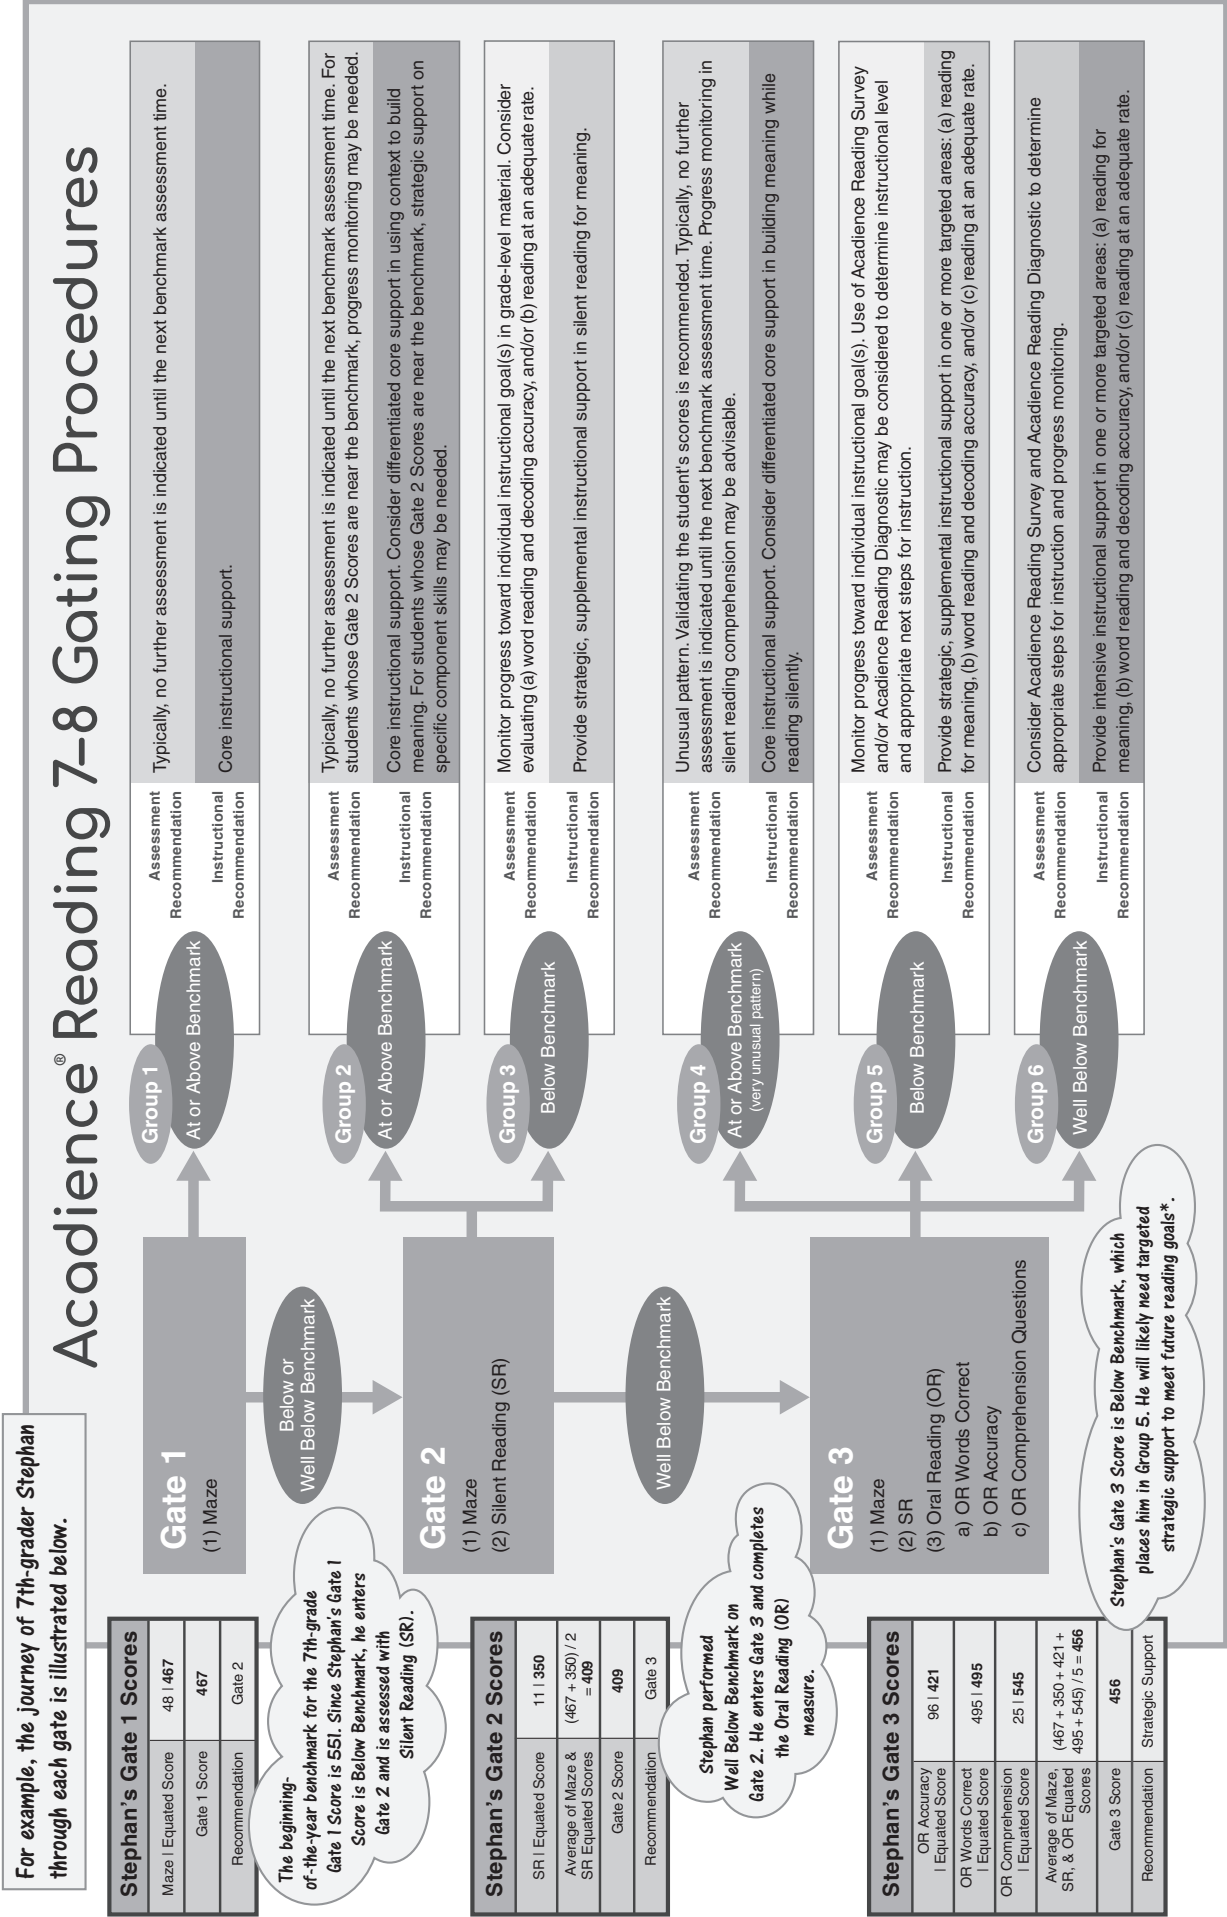 For example, the journey of 7th-grader Stephan
through each gate is illustrated below.
Acadience® Reading 7–8 Gating Procedures
Stephan's Gate 1 Scores
Maze | Equated Score
48 | 467
Gate 1 Score
467
Recommendation
Gate 2
The beginning-
of-the-year benchmark for the 7th-grade
Gate 1 Score is 551. Since Stephan's Gate 1
Score is Below Benchmark, he enters
Gate 2 and is assessed with
Silent Reading (SR).
Gate 1
(1) Maze
Group 1
At or Above Benchmark
Assessment
Recommendation
Typically, no further assessment is indicated until the next benchmark assessment time.
Instructional
Recommendation
Core instructional support.
Below or
Well Below Benchmark
Stephan's Gate 2 Scores
SR | Equated Score
11 | 350
Average of Maze &
SR Equated Scores
(467 + 350) / 2
= 409
Gate 2 Score
409
Recommendation
Gate 3
Stephan performed
Well Below Benchmark on
Gate 2. He enters Gate 3 and completes
the Oral Reading (OR)
measure.
Gate 2
(1) Maze
(2) Silent Reading (SR)
Group 2
At or Above Benchmark
Assessment
Recommendation
Typically, no further assessment is indicated until the next benchmark assessment time. For
students whose Gate 2 Scores are near the benchmark, progress monitoring may be needed.
Instructional
Recommendation
Core instructional support. Consider differentiated core support in using context to build
meaning. For students whose Gate 2 Scores are near the benchmark, strategic support on
specific component skills may be needed.
Group 3
Below Benchmark
Assessment
Recommendation
Monitor progress toward individual instructional goal(s) in grade-level material. Consider
evaluating (a) word reading and decoding accuracy, and/or (b) reading at an adequate rate.
Instructional
Recommendation
Provide strategic, supplemental instructional support in silent reading for meaning.
Well Below Benchmark
Stephan's Gate 3 Scores
OR Accuracy
| Equated Score
96 | 421
OR Words Correct
| Equated Score
495 | 495
OR Comprehension
| Equated Score
25 | 545
Average of Maze,
SR, & OR Equated
Scores
(467 + 350 + 421 +
495 + 545) / 5 = 456
Gate 3 Score
456
Recommendation
Strategic Support
Stephan's Gate 3 Score is Below Benchmark, which
places him in Group 5. He will likely need targeted
strategic support to meet future reading goals*.
Gate 3
(1) Maze
(2) SR
(3) Oral Reading (OR)
a) OR Words Correct
b) OR Accuracy
c) OR Comprehension Questions
Group 4
At or Above Benchmark
(very unusual pattern)
Assessment
Recommendation
Unusual pattern. Validating the student's scores is recommended. Typically, no further
assessment is indicated until the next benchmark assessment time. Progress monitoring in
silent reading comprehension may be advisable.
Instructional
Recommendation
Core instructional support. Consider differentiated core support in building meaning while
reading silently.
Group 5
Below Benchmark
Assessment
Recommendation
Monitor progress toward individual instructional goal(s). Use of Acadience Reading Survey
and/or Acadience Reading Diagnostic may be considered to determine instructional level
and appropriate next steps for instruction.
Instructional
Recommendation
Provide strategic, supplemental instructional support in one or more targeted areas: (a) reading
for meaning, (b) word reading and decoding accuracy, and/or (c) reading at an adequate rate.
Group 6
Well Below Benchmark
Assessment
Recommendation
Consider Acadience Reading Survey and Acadience Reading Diagnostic to determine
appropriate steps for instruction and progress monitoring.
Instructional
Recommendation
Provide intensive instructional support in one or more targeted areas: (a) reading for
meaning, (b) word reading and decoding accuracy, and/or (c) reading at an adequate rate.